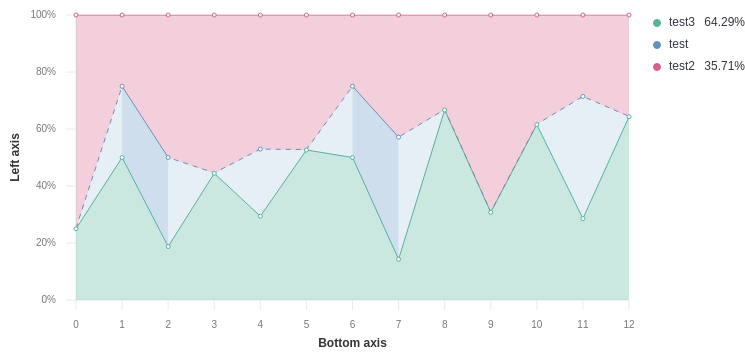 100%
80%
60%
40%
20%
0%
Left axis
0 1 2 3 4 5 6 7 8 9 10 11 12
Bottom axis
test3 64.29%
test
test2 35.71%